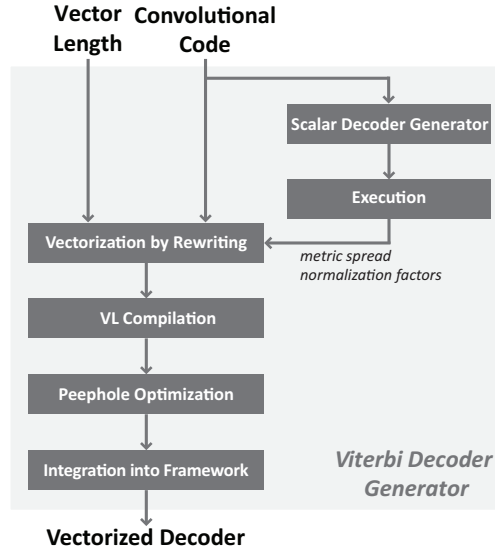 Vector
Length
Convolutional
Code
Scalar Decoder Generator
Execution
Vectorization by Rewriting
metric spread
normalization factors
VL Compilation
Peephole Optimization
Integration into Framework
Viterbi Decoder
Generator
Vectorized Decoder